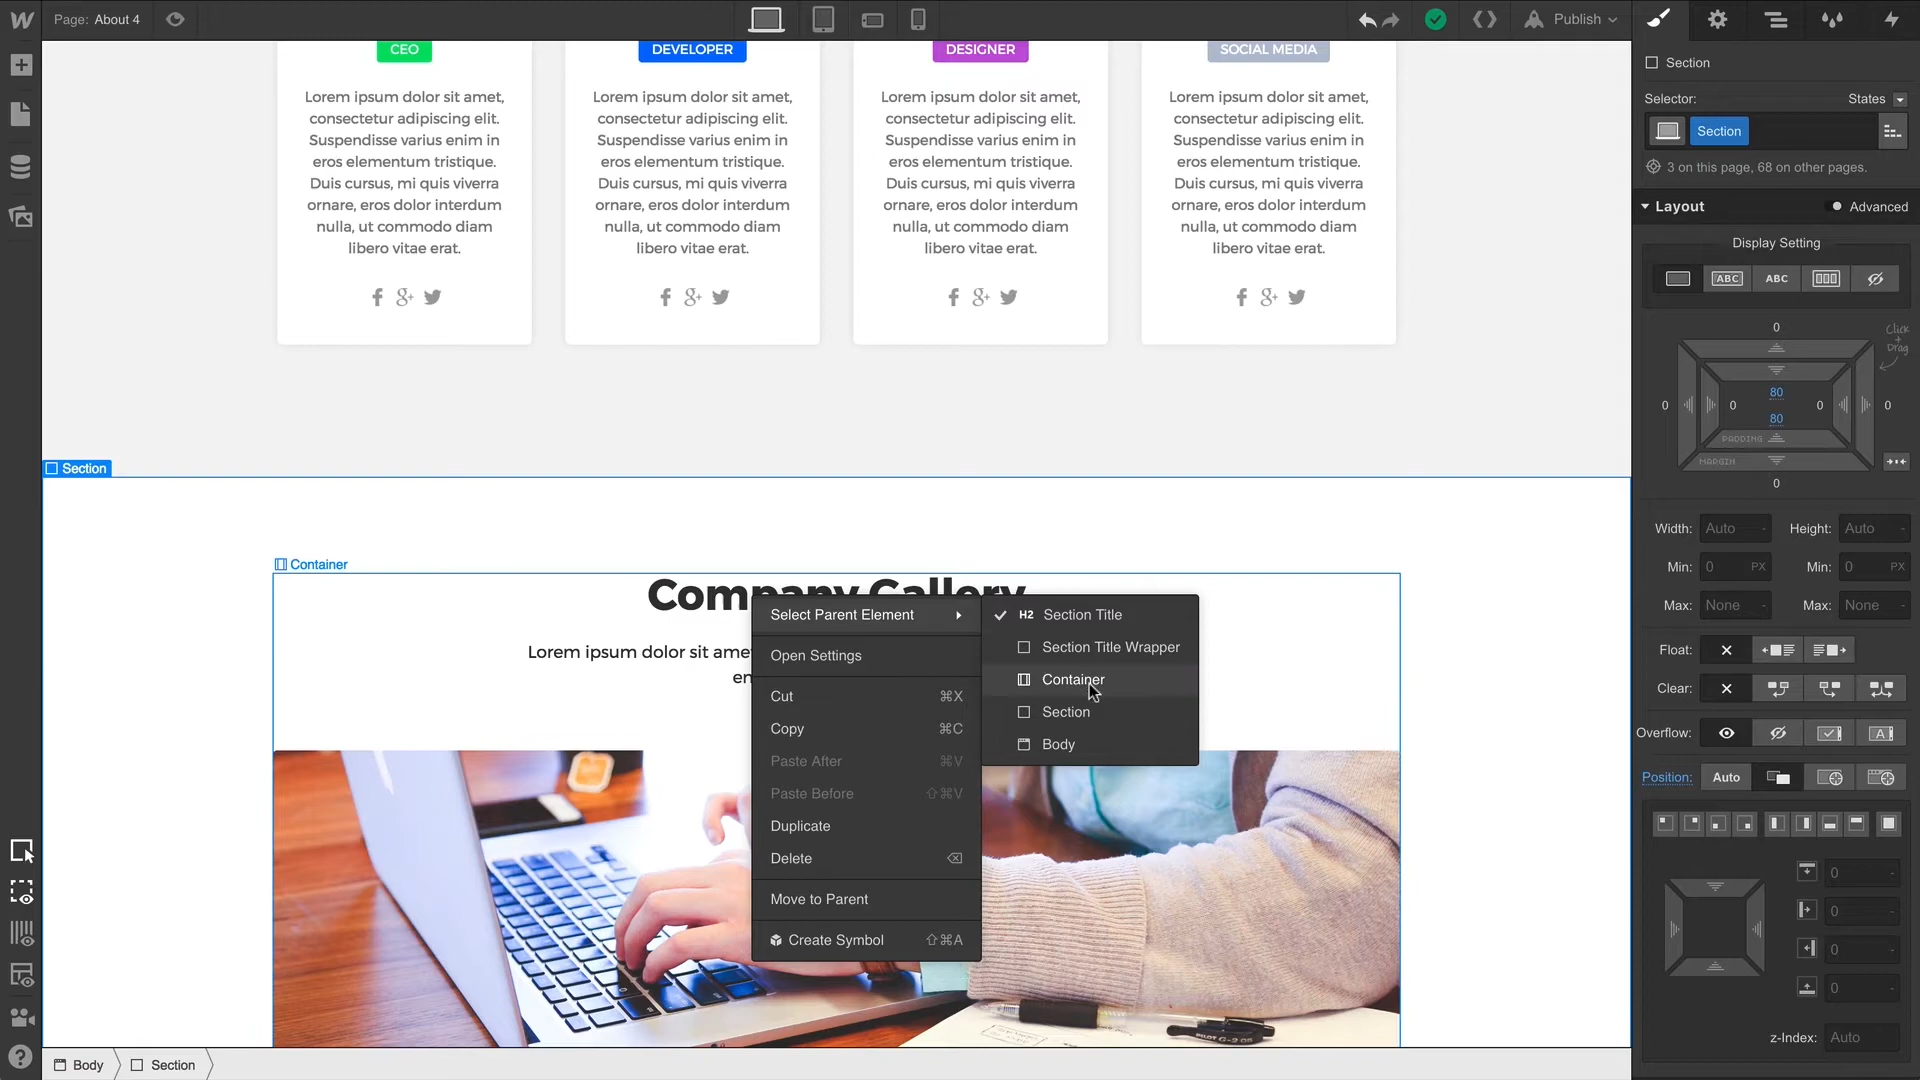 Page: About 4
Publish
CEO
DEVELOPER
DESIGNER
SOCIAL MEDIA
Lorem ipsum dolor sit amet,
consectetur adipiscing elit.
Suspendisse varius enim in
eros elementum tristique.
Duis cursus, mi quis viverra
ornare, eros dolor interdum
nulla, ut commodo diam
libero vitae erat.
Lorem ipsum dolor sit amet,
consectetur adipiscing elit.
Suspendisse varius enim in
eros elementum tristique.
Duis cursus, mi quis viverra
ornare, eros dolor interdum
nulla, ut commodo diam
libero vitae erat.
Lorem ipsum dolor sit amet,
consectetur adipiscing elit.
Suspendisse varius enim in
eros elementum tristique.
Duis cursus, mi quis viverra
ornare, eros dolor interdum
nulla, ut commodo diam
libero vitae erat.
Lorem ipsum dolor sit amet,
consectetur adipiscing elit.
Suspendisse varius enim in
eros elementum tristique.
Duis cursus, mi quis viverra
ornare, eros dolor interdum
nulla, ut commodo diam
libero vitae erat.
Section
Container
Company Gallery
Lorem ipsum dolor sit ame
en
Select Parent Element
Open Settings
Cut ⌘X
Copy ⌘C
Paste After ⌘V
Paste Before ⇧⌘V
Duplicate
Delete ⌫
Move to Parent
Create Symbol ⇧⌘A
H2 Section Title
Section Title Wrapper
Container
Section
Body
PILOT G-2 05
Body
Section
Section
Selector: States
Section
3 on this page, 68 on other pages.
Layout Advanced
Display Setting
ABC ABC
0
Click
+
Drag
80
0 0 0 0
80
PADDING
MARGIN
0
Width: Auto - Height: Auto -
Min: 0 PX Min: 0 PX
Max: None - Max: None -
Float:
Clear:
Overflow: A
Position: Auto
0 -
0 -
0 -
0 -
z-Index: Auto